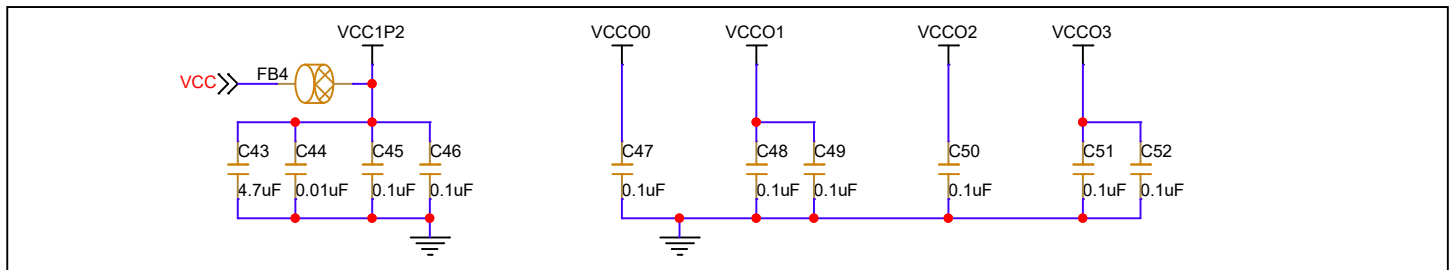 VCC1P2 VCCO0 VCCO1 VCCO2 VCCO3
VCC FB4
C43 C44 C45 C46 C47 C48 C49 C50 C51 C52
4.7uF 0.01uF 0.1uF 0.1uF 0.1uF 0.1uF 0.1uF 0.1uF 0.1uF 0.1uF